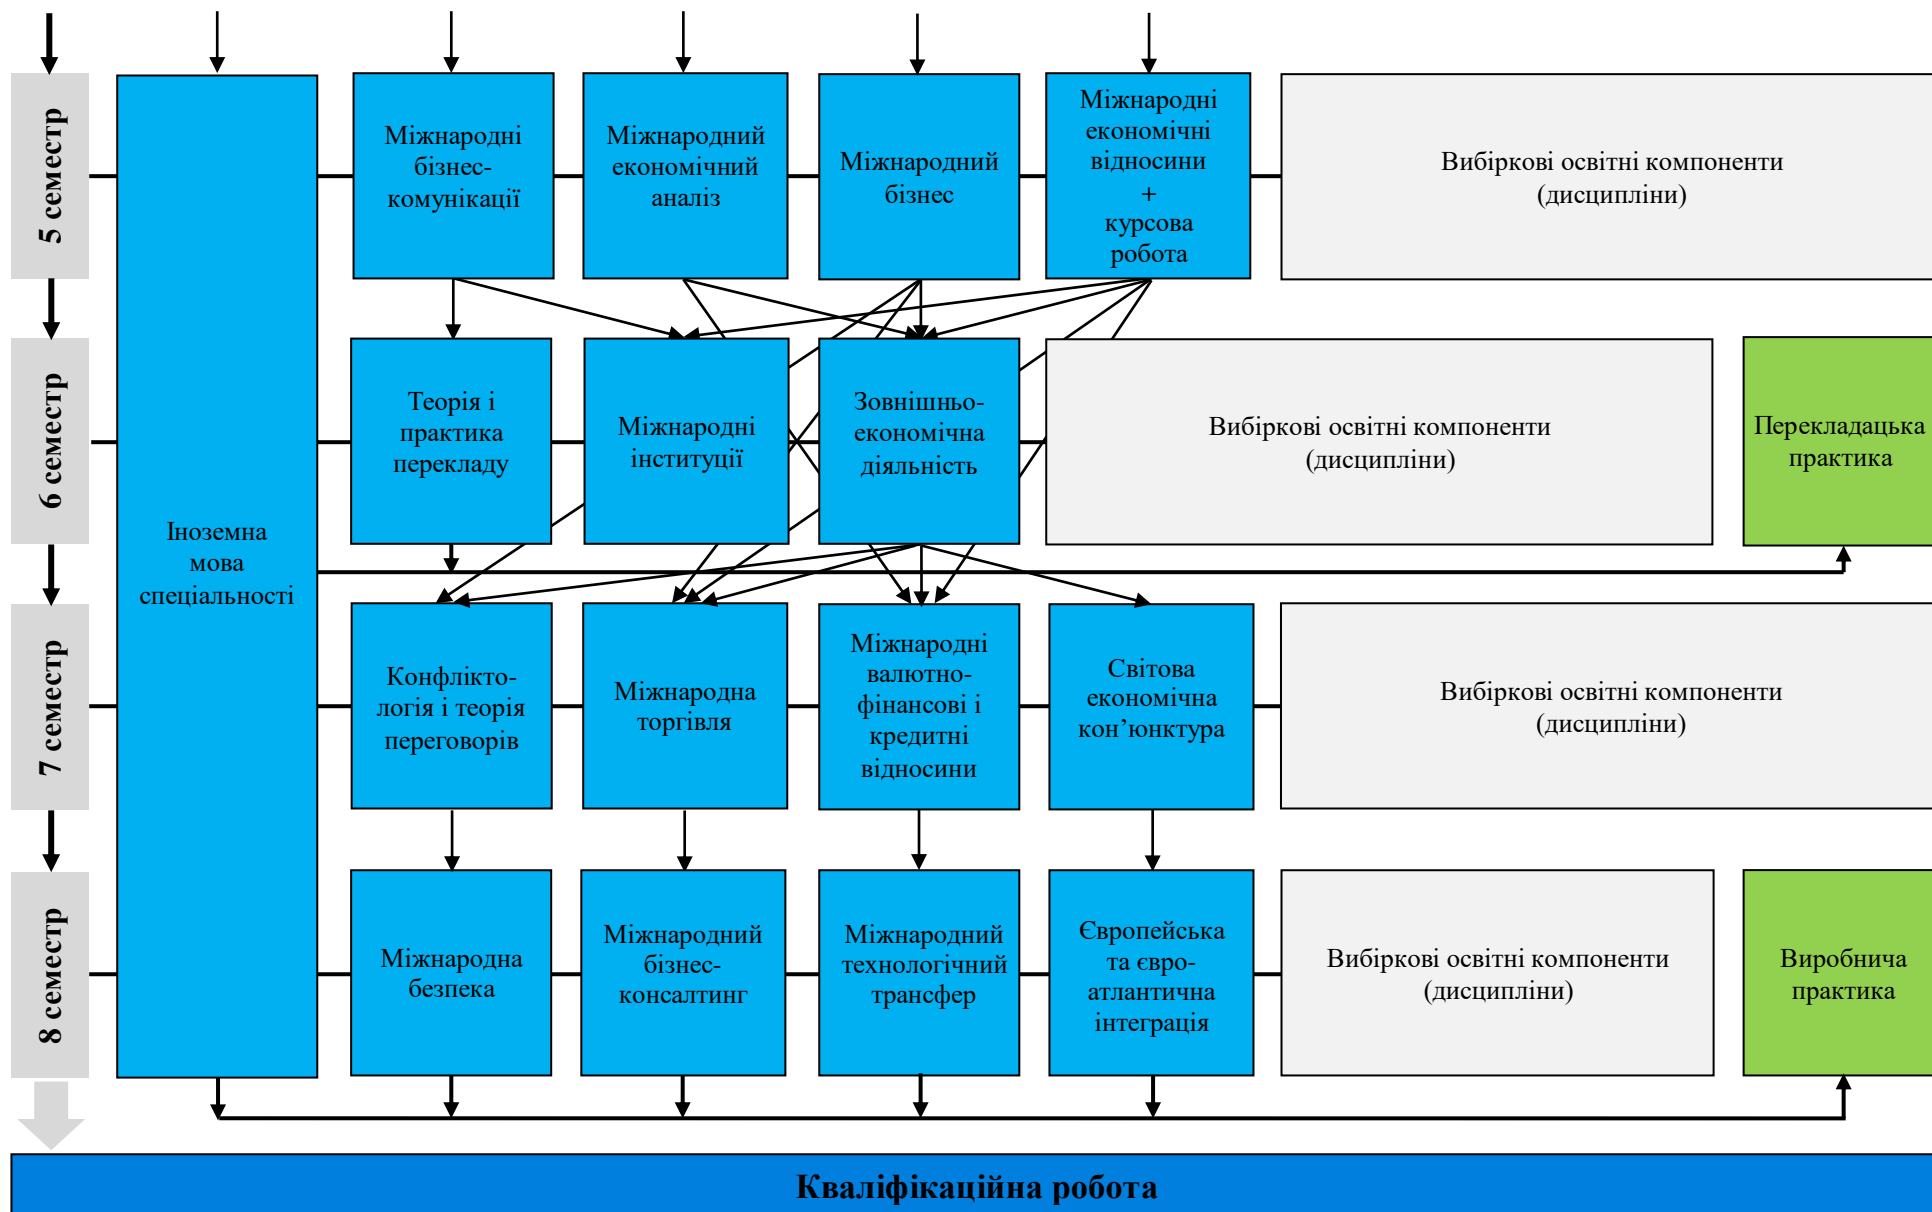 5 семестр
Міжнародні
бізнес-
комунікації
Міжнародний
економічний
аналіз
Міжнародний
бізнес
Міжнародні
економічні
відносини
+
курсова
робота
Вибіркові освітні компоненти
(дисципліни)
6 семестр
Теорія і
практика
перекладу
Міжнародні
інституції
Зовнішньо-
економічна
діяльність
Вибіркові освітні компоненти
(дисципліни)
Перекладацька
практика
Іноземна
мова
спеціальності
7 семестр
Конфлікто-
логія і теорія
переговорів
Міжнародна
торгівля
Міжнародні
валютно-
фінансові і
кредитні
відносини
Світова
економічна
кон’юнктура
Вибіркові освітні компоненти
(дисципліни)
8 семестр
Міжнародна
безпека
Міжнародний
бізнес-
консалтинг
Міжнародний
технологічний
трансфер
Європейська
та євро-
атлантична
інтеграція
Вибіркові освітні компоненти
(дисципліни)
Виробнича
практика
Кваліфікаційна робота